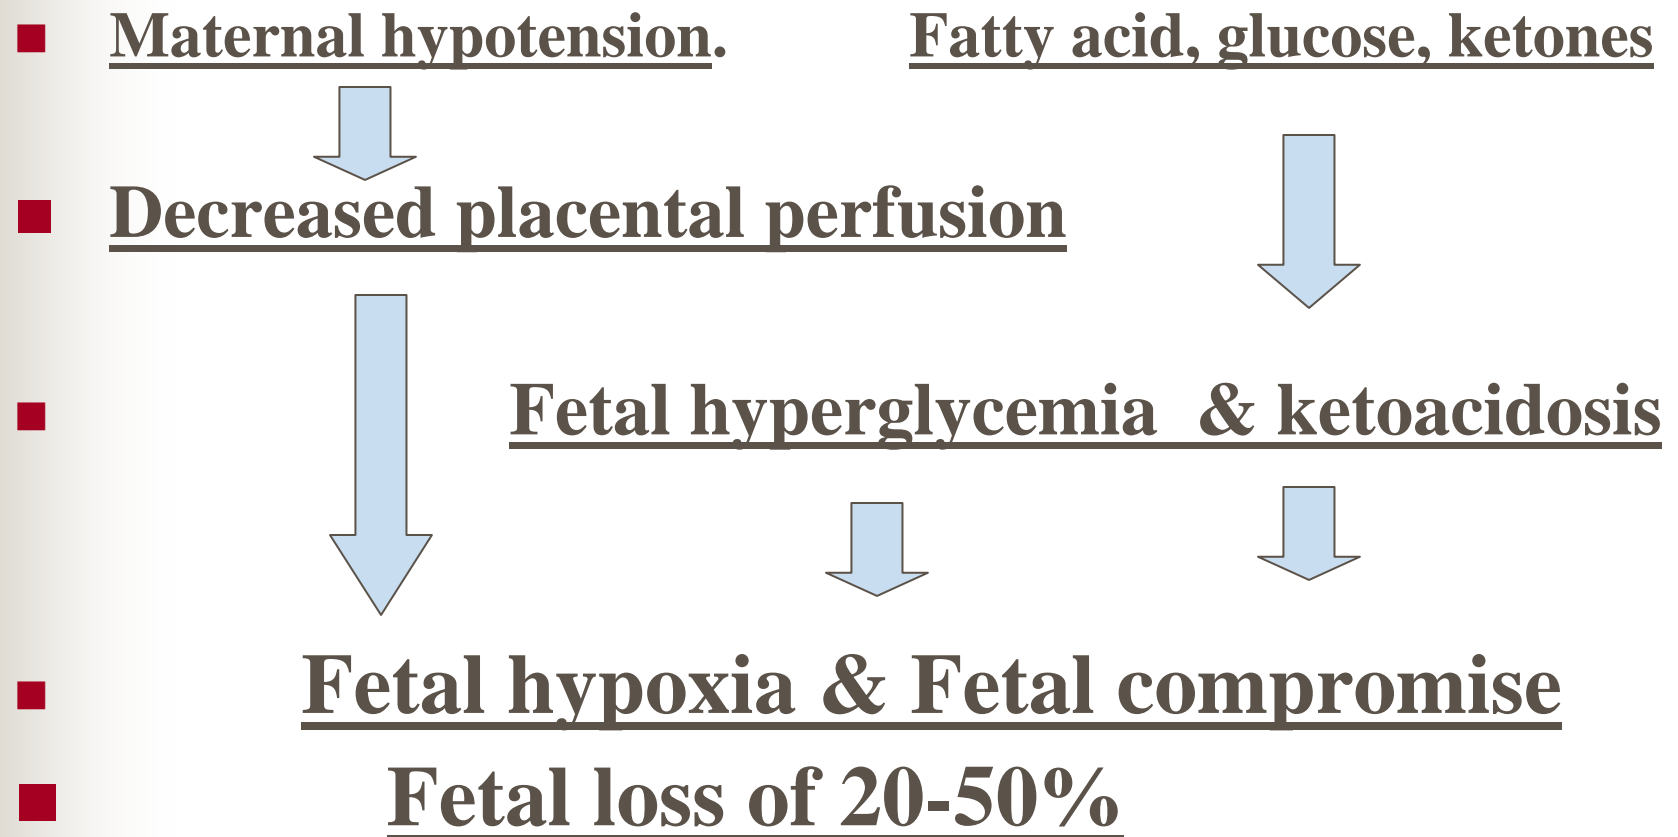 Maternal hypotension. Fatty acid, glucose, ketones
Decreased placental perfusion
Fetal hyperglycemia & ketoacidosis
Fetal hypoxia & Fetal compromise
Fetal loss of 20-50%